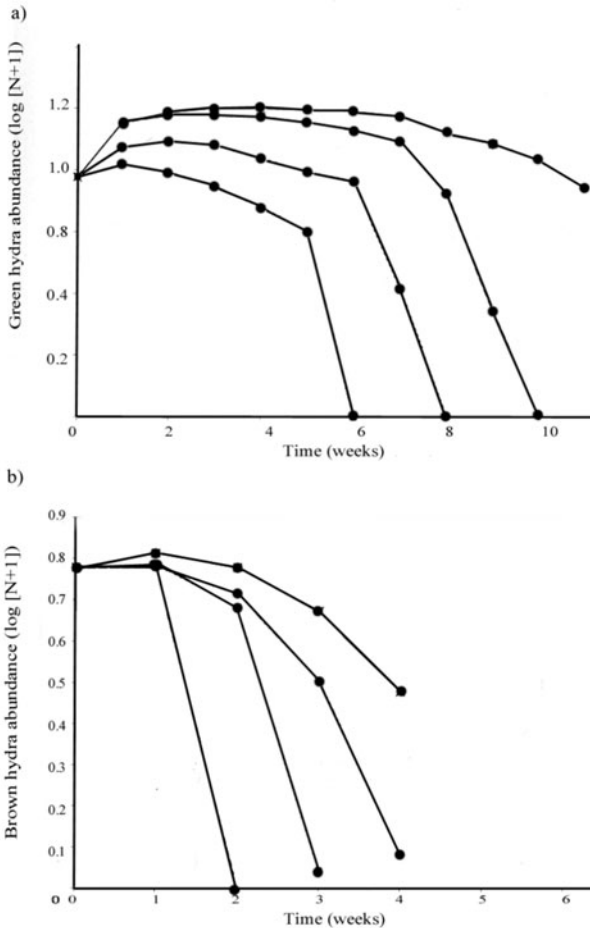 a)
Green hydra abundance (log [N+1])
1.2
1.0
0.8
0.4
0.2
0 2 4 6 8 10
Time (weeks)
b)
Brown hydra abundance (log [N+1])
0.9
0.8
0.7
0.6
0.5
0.4
0.3
0.2
0.1
0
0 1 2 3 4 5 6
Time (weeks)